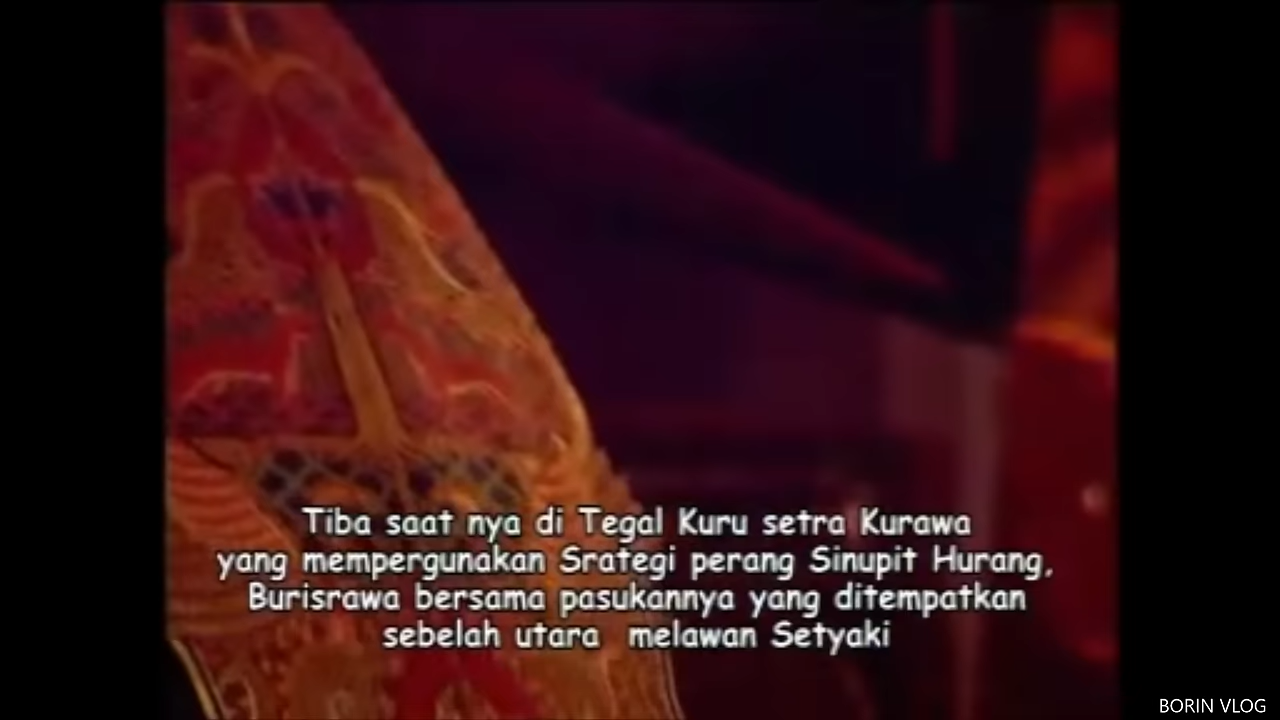 Tiba saat nya di Tegal Kuru setra Kurawa
yang mempergunakan Srategi perang Sinupit Hurang,
Burisrawa bersama pasukannya yang ditempatkan
sebelah utara melawan Setyaki
BORIN VLOG